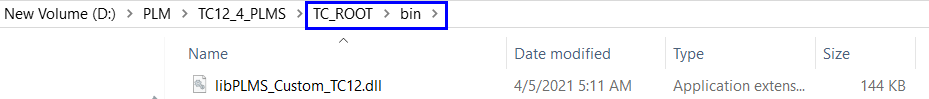 New Volume (D:) > PLM > TC12_4_PLMS > TC_ROOT > bin >
Name Date modified Type Size
libPLMS_Custom_TC12.dll 4/5/2021 5:11 AM Application extens... 144 KB